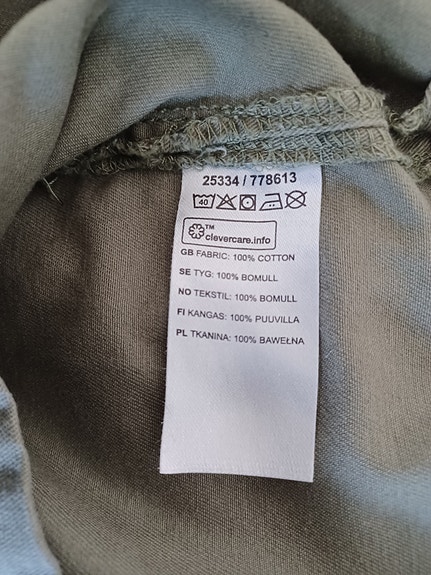 25334 / 778613
40
TM
clevercare.info
GB FABRIC: 100% COTTON
SE TYG: 100% BOMULL
NO TEKSTIL: 100% BOMULL
FI KANGAS: 100% PUUVILLA
PL TKANINA: 100% BAWEŁNA